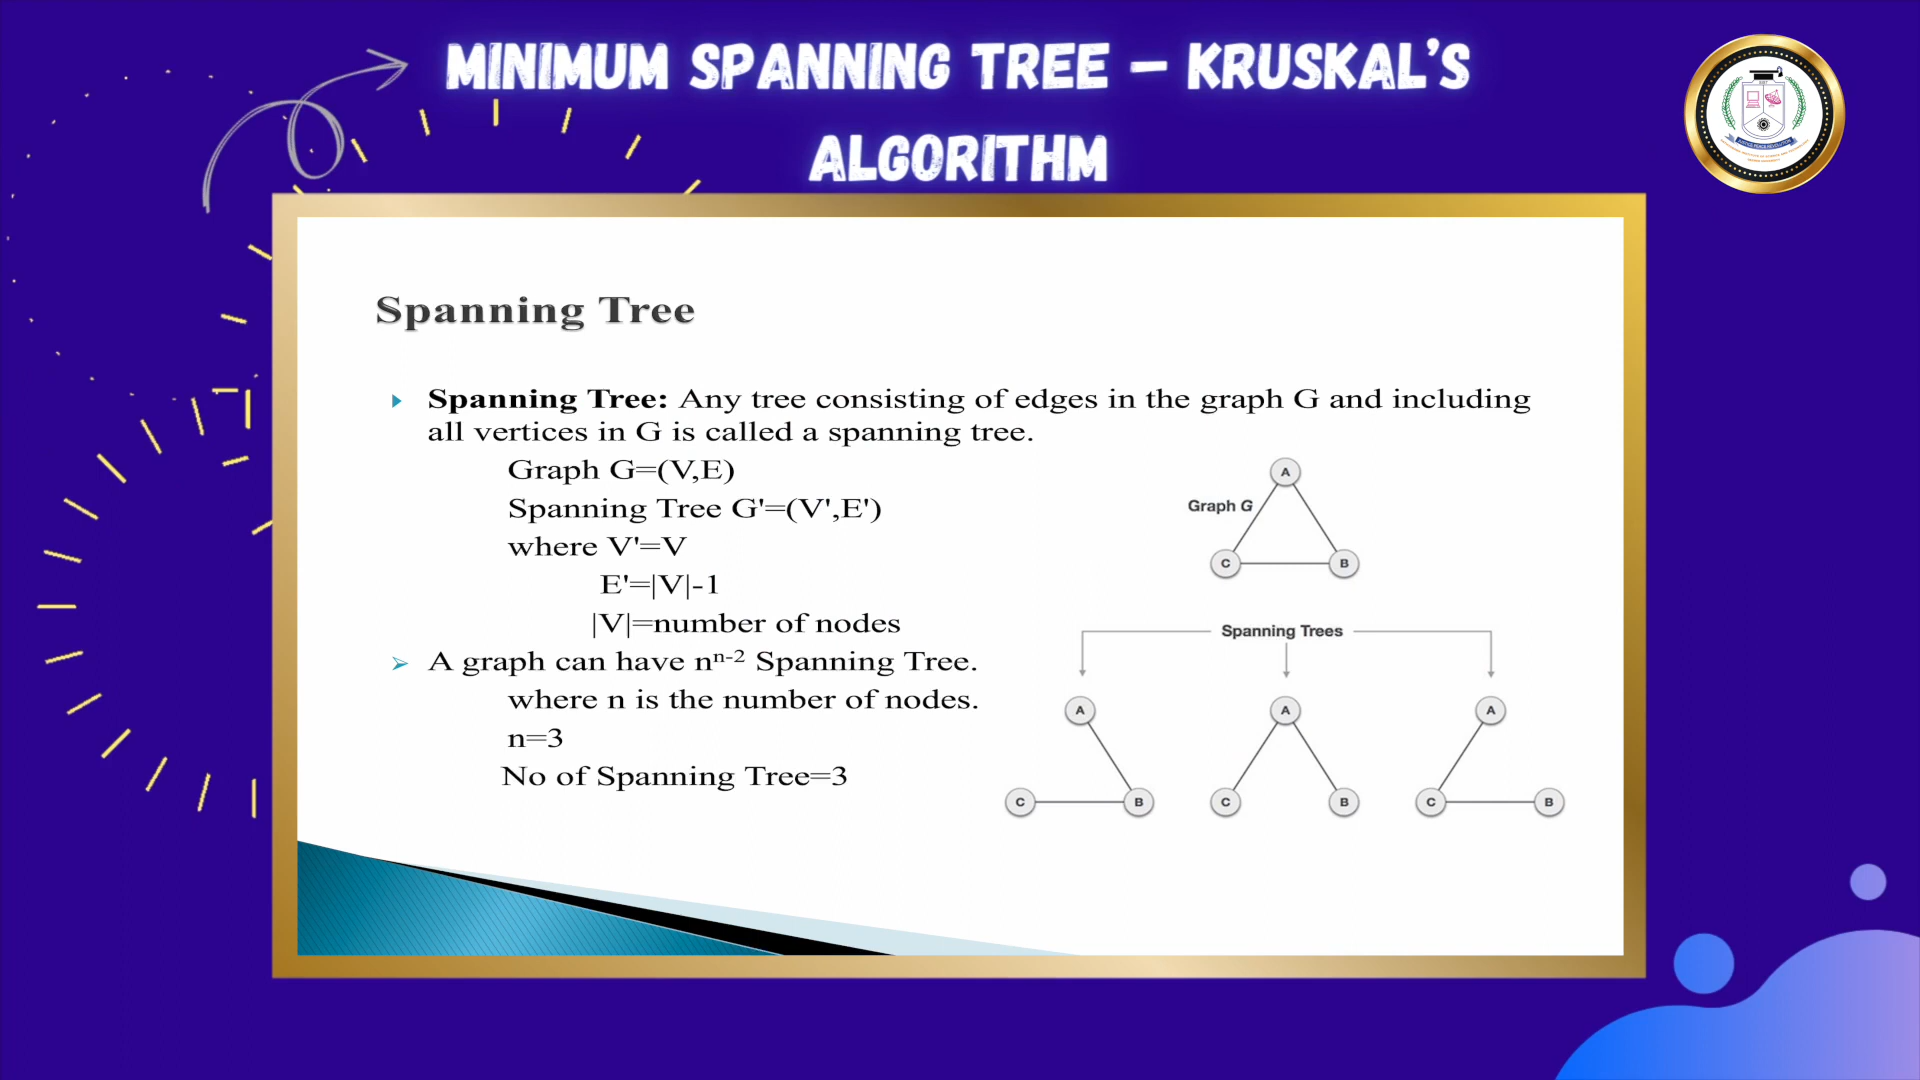 MINIMUM SPANNING TREE – KRUSKAL'S
ALGORITHM
Spanning Tree
Spanning Tree: Any tree consisting of edges in the graph G and including
all vertices in G is called a spanning tree.
Graph G=(V,E)
Spanning Tree G'=(V',E')
where V'=V
E'=|V|-1
|V|=number of nodes
➢ A graph can have nⁿ⁻² Spanning Tree.
where n is the number of nodes.
n=3
No of Spanning Tree=3
A
Graph G
C B
Spanning Trees
A A A
C B C B C B